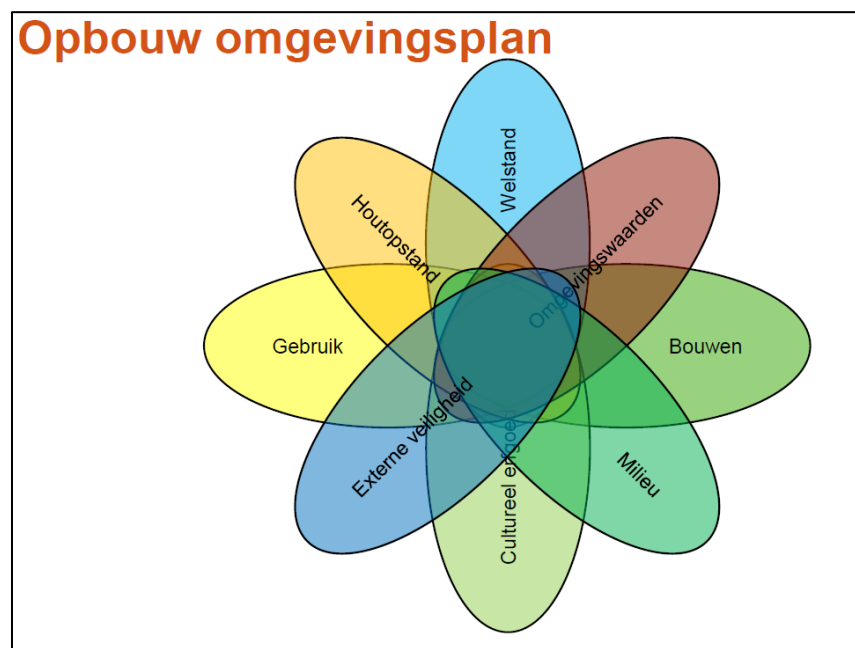 Opbouw omgevingsplan
Welstand
Omgevingswaarden
Houtopstand
Gebruik
Bouwen
Externe veiligheid
Milieu
Cultureel erfgoed